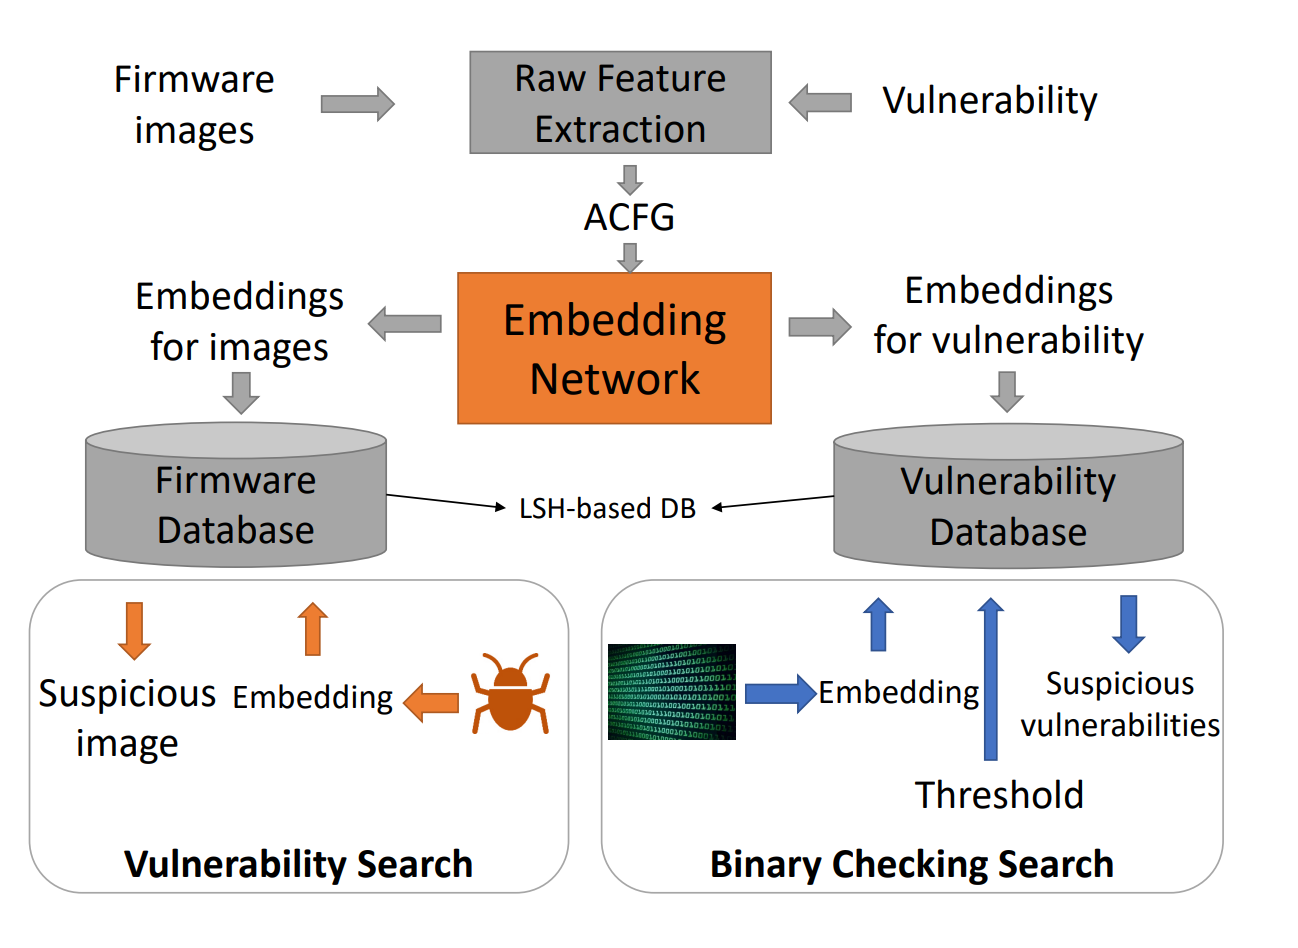 Firmware
images
Raw Feature
Extraction
Vulnerability
ACFG
Embeddings
for images
Embedding
Network
Embeddings
for vulnerability
Firmware
Database
LSH-based DB
Vulnerability
Database
Suspicious
image
Embedding
Vulnerability Search
Embedding
Suspicious
vulnerabilities
Threshold
Binary Checking Search